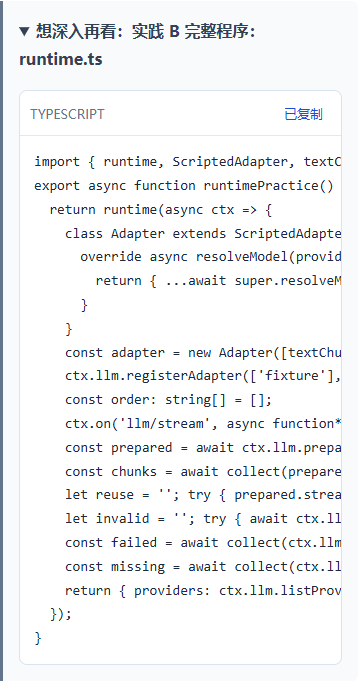 ▼ 想深入再看：实践 B 完整程序：
runtime.ts
TYPESCRIPT 已复制
import { runtime, ScriptedAdapter, textC
export async function runtimePractice()
  return runtime(async ctx => {
    class Adapter extends ScriptedAdapte
      override async resolveModel(provid
        return { ...await super.resolveM
      }
    }
    const adapter = new Adapter([textChu
    ctx.llm.registerAdapter(['fixture'],
    const order: string[] = [];
    ctx.on('llm/stream', async function*
    const prepared = await ctx.llm.prepa
    const chunks = await collect(prepare
    let reuse = ''; try { prepared.strea
    let invalid = ''; try { await ctx.ll
    const failed = await collect(ctx.llm
    const missing = await collect(ctx.ll
    return { providers: ctx.llm.listProv
  });
}